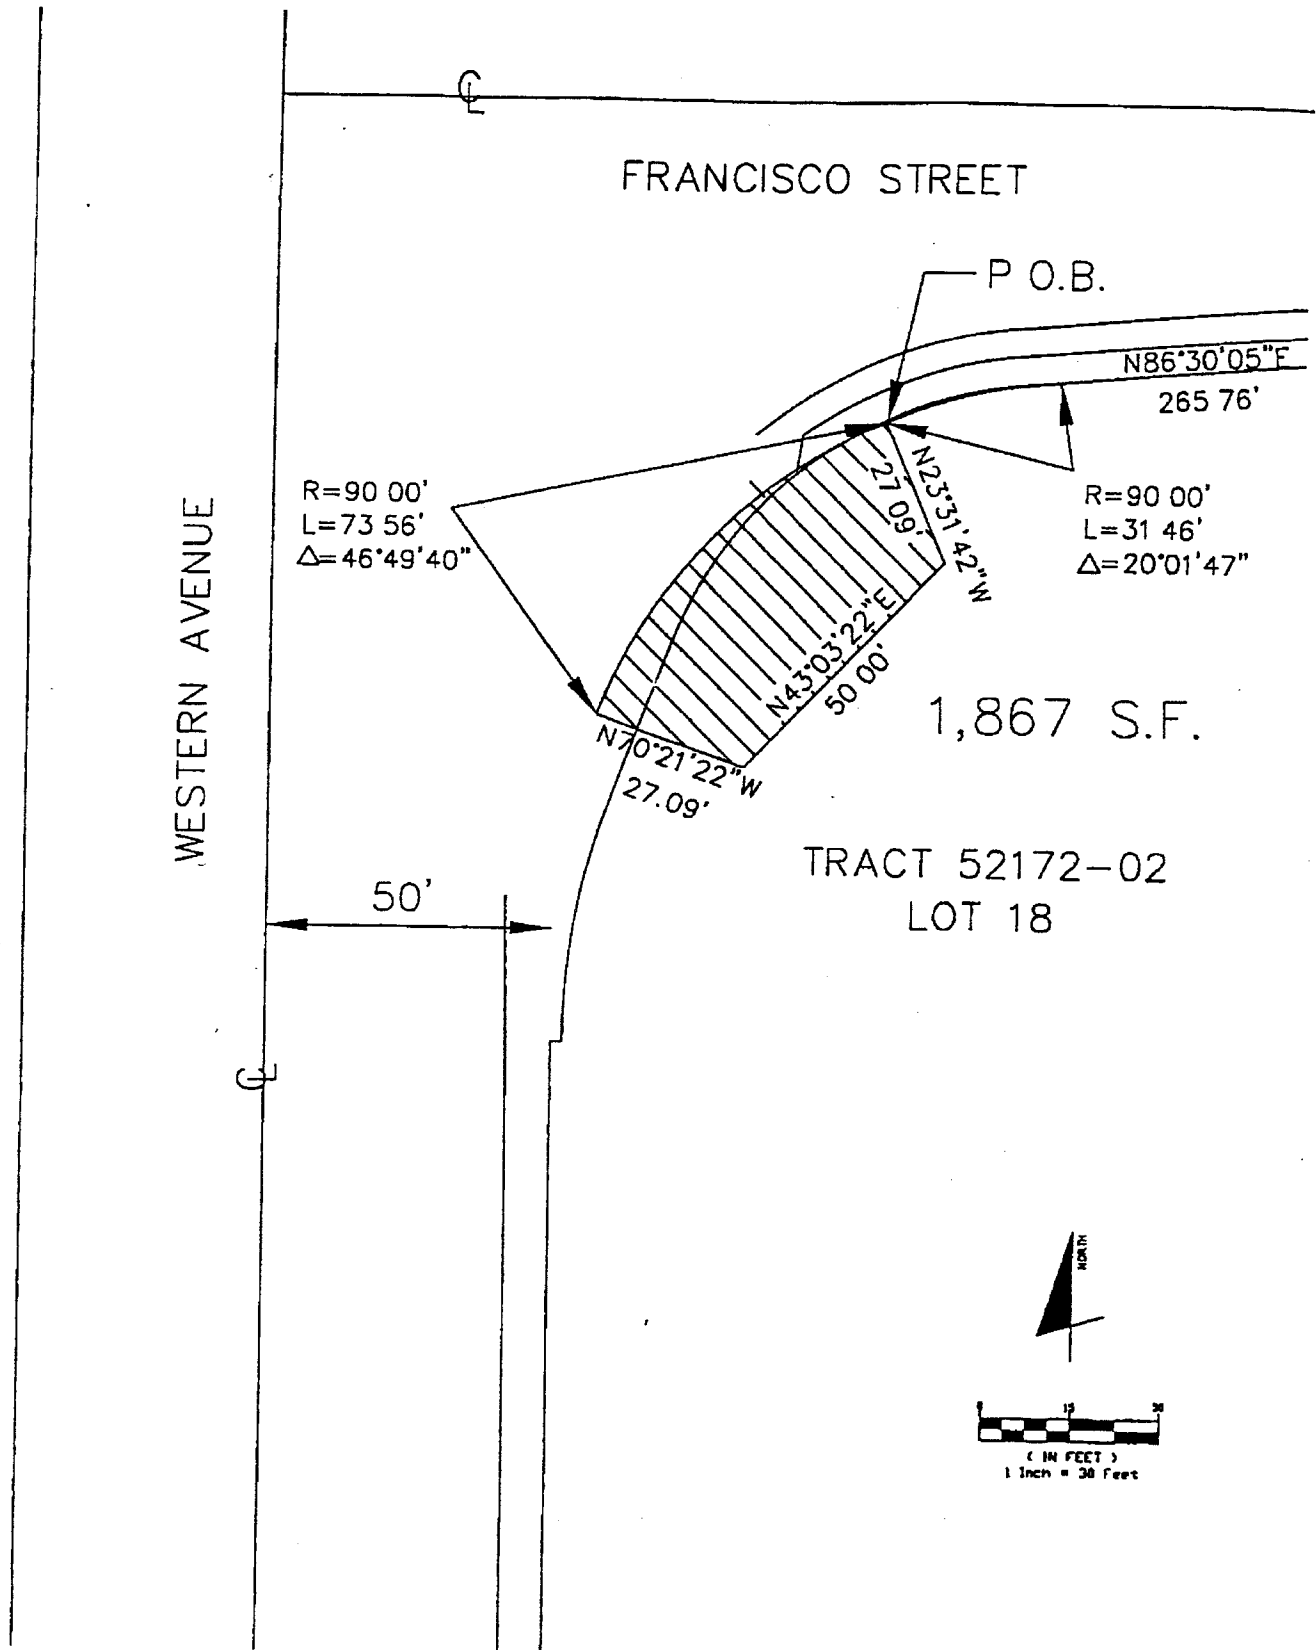 CL
FRANCISCO STREET
P O.B.
N86°30'05"E
265 76'
R=90 00'
L=73 56'
Δ=46°49'40"
N23°31'42"W
27 09'
R=90 00'
L=31 46'
Δ=20°01'47"
WESTERN AVENUE
N43°03'22"E
50 00'
1,867 S.F.
N70°21'22"W
27.09'
TRACT 52172-02
LOT 18
50'
CL
NORTH
0 15 30
( IN FEET )
1 Inch = 30 Feet